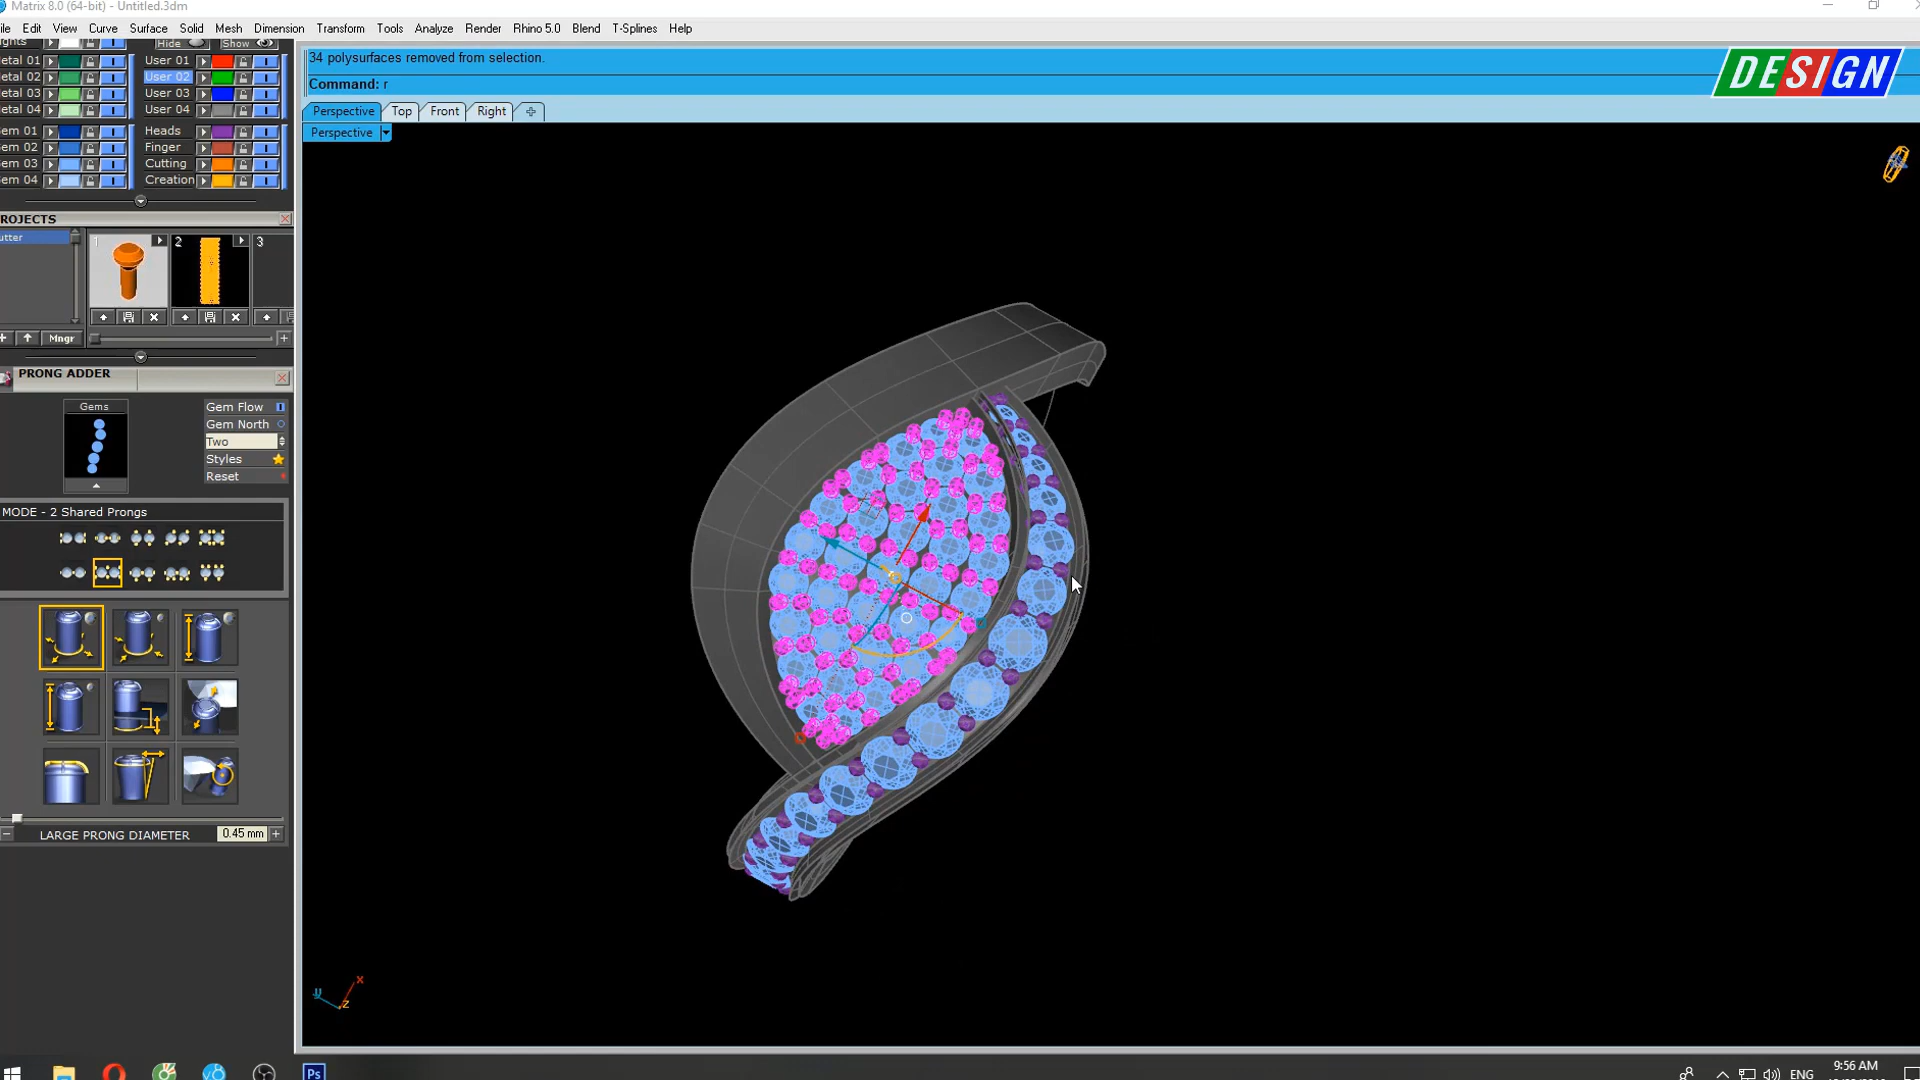 Matrix 8.0 (64-bit) - Untitled.3dm
ile Edit View Curve Surface Solid Mesh Dimension Transform Tools Analyze Render Rhino 5.0 Blend T-Splines Help
ights Hide Show
etal 01 User 01
etal 02 User 02
etal 03 User 03
etal 04 User 04
em 01 Heads
em 02 Finger
em 03 Cutting
em 04 Creation
34 polysurfaces removed from selection.
Command: r
DESIGN
Perspective Top Front Right
Perspective
ROJECTS
utter
1 2 3
Mngr
PRONG ADDER
Gems
Gem Flow
Gem North
Two
Styles
Reset
MODE - 2 Shared Prongs
LARGE PRONG DIAMETER 0.45 mm
y x z
Ps
ENG
9:56 AM